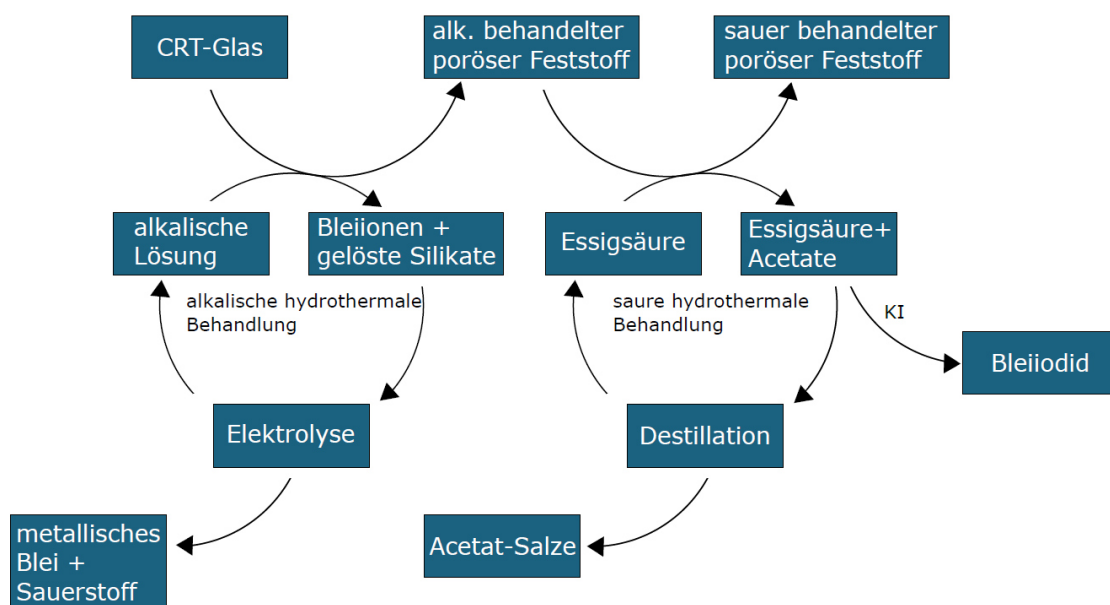 CRT-Glas
alk. behandelter
poröser Feststoff
sauer behandelter
poröser Feststoff
alkalische
Lösung
Bleiionen +
gelöste Silikate
Essigsäure
Essigsäure+
Acetate
alkalische hydrothermale
Behandlung
saure hydrothermale
Behandlung
KI
Bleiiodid
Elektrolyse
Destillation
metallisches
Blei +
Sauerstoff
Acetat-Salze